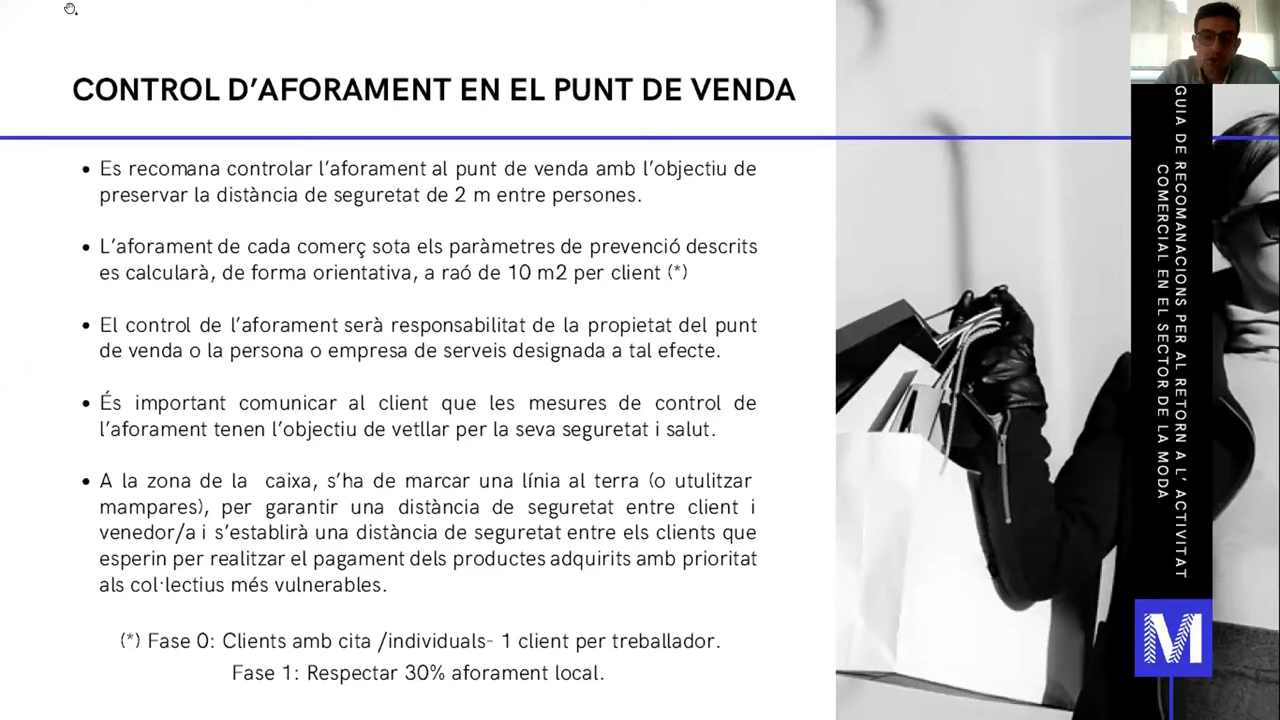 CONTROL D’AFORAMENT EN EL PUNT DE VENDA
• Es recomana controlar l’aforament al punt de venda amb l’objectiu de
preservar la distància de seguretat de 2 m entre persones.
• L’aforament de cada comerç sota els paràmetres de prevenció descrits
es calcularà, de forma orientativa, a raó de 10 m2 per client (*)
• El control de l’aforament serà responsabilitat de la propietat del punt
de venda o la persona o empresa de serveis designada a tal efecte.
• És important comunicar al client que les mesures de control de
l’aforament tenen l’objectiu de vetllar per la seva seguretat i salut.
• A la zona de la caixa, s’ha de marcar una línia al terra (o utulitzar
mampares), per garantir una distància de seguretat entre client i
venedor/a i s’establirà una distància de seguretat entre els clients que
esperin per realitzar el pagament dels productes adquirits amb prioritat
als col·lectius més vulnerables.
(*) Fase 0: Clients amb cita /individuals- 1 client per treballador.
Fase 1: Respectar 30% aforament local.
GUIA DE RECOMANACIONS PER AL RETORN A L’ ACTIVITAT
COMERCIAL EN EL SECTOR DE LA MODA
M